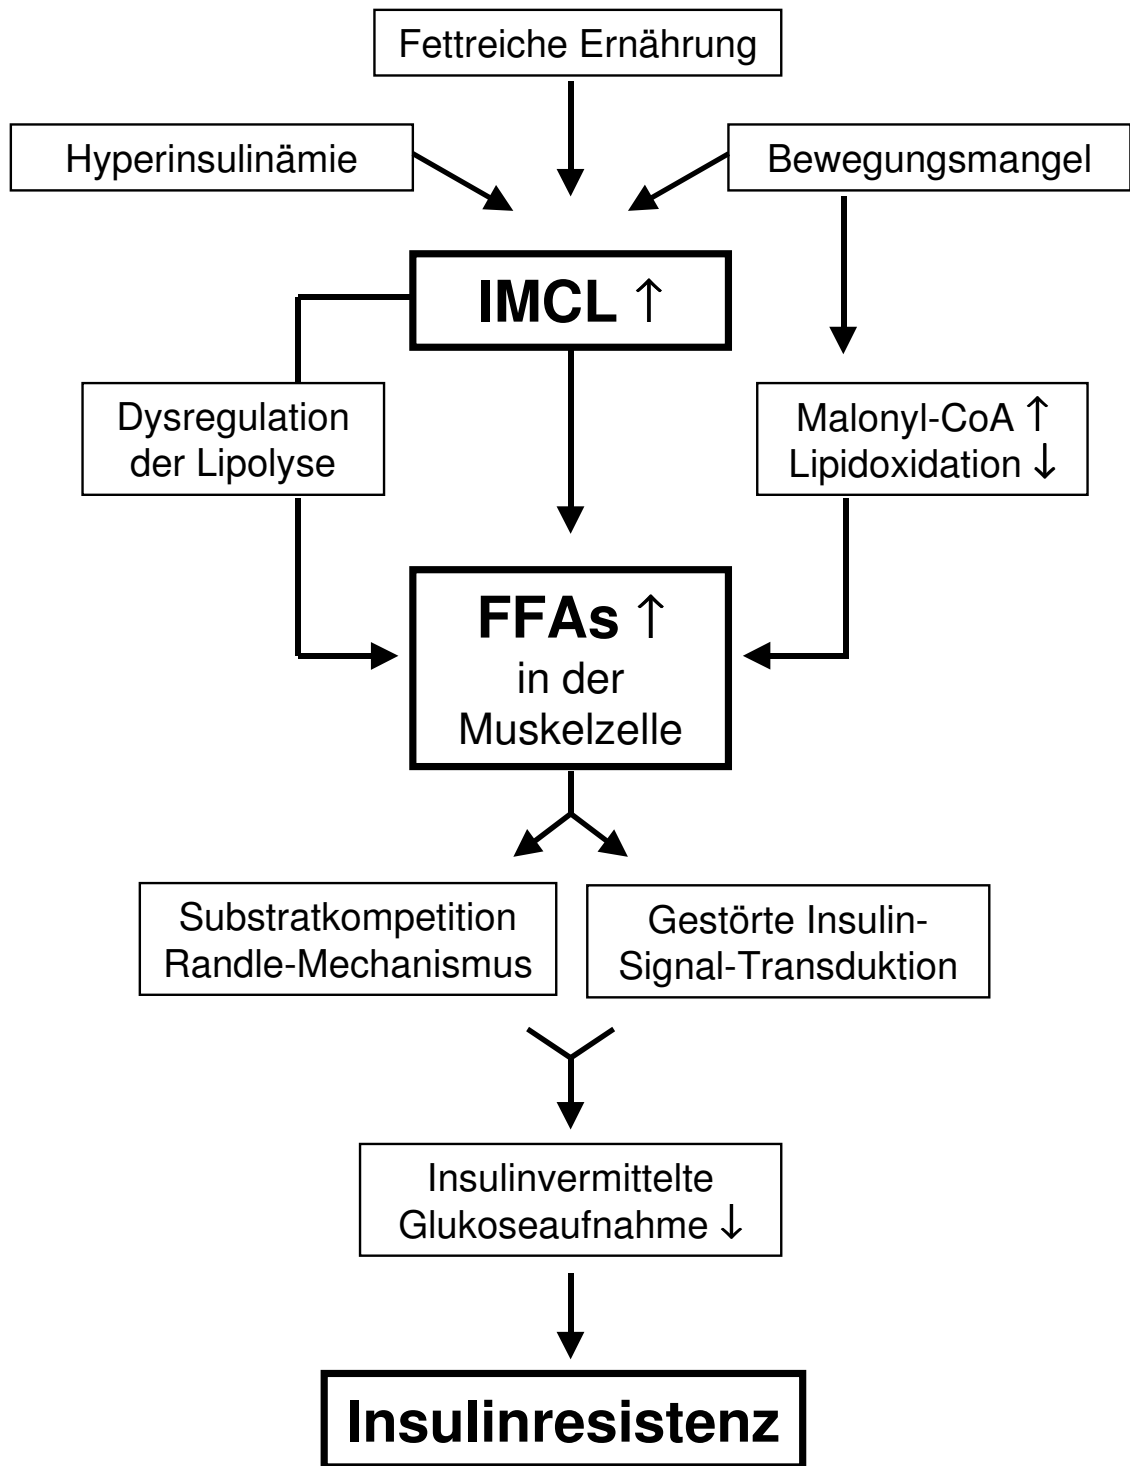 Fettreiche Ernährung
Hyperinsulinämie
Bewegungsmangel
IMCL ↑
Dysregulation
der Lipolyse
Malonyl-CoA ↑
Lipidoxidation ↓
FFAs ↑
in der
Muskelzelle
Substratkompetition
Randle-Mechanismus
Gestörte Insulin-
Signal-Transduktion
Insulinvermittelte
Glukoseaufnahme ↓
Insulinresistenz